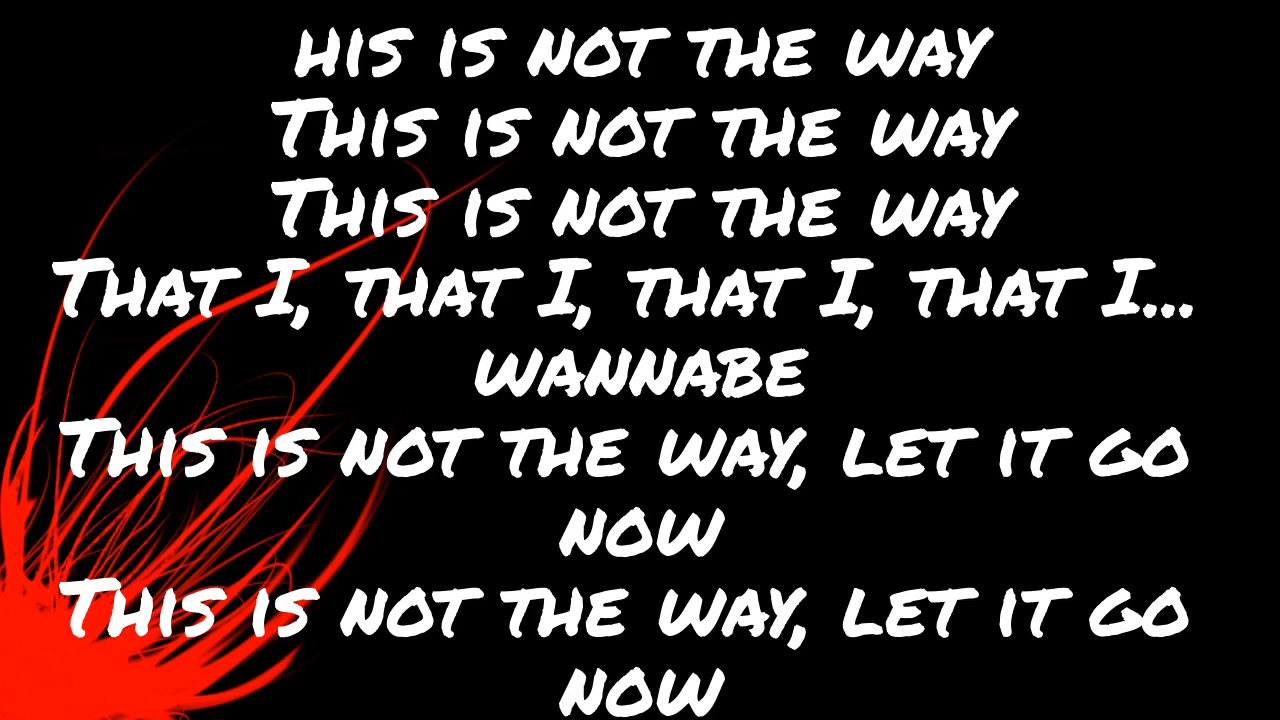 his is not the way
This is not the way
This is not the way
That I, that I, that I, that I...
wannabe
This is not the way, let it go
now
This is not the way, let it go
now